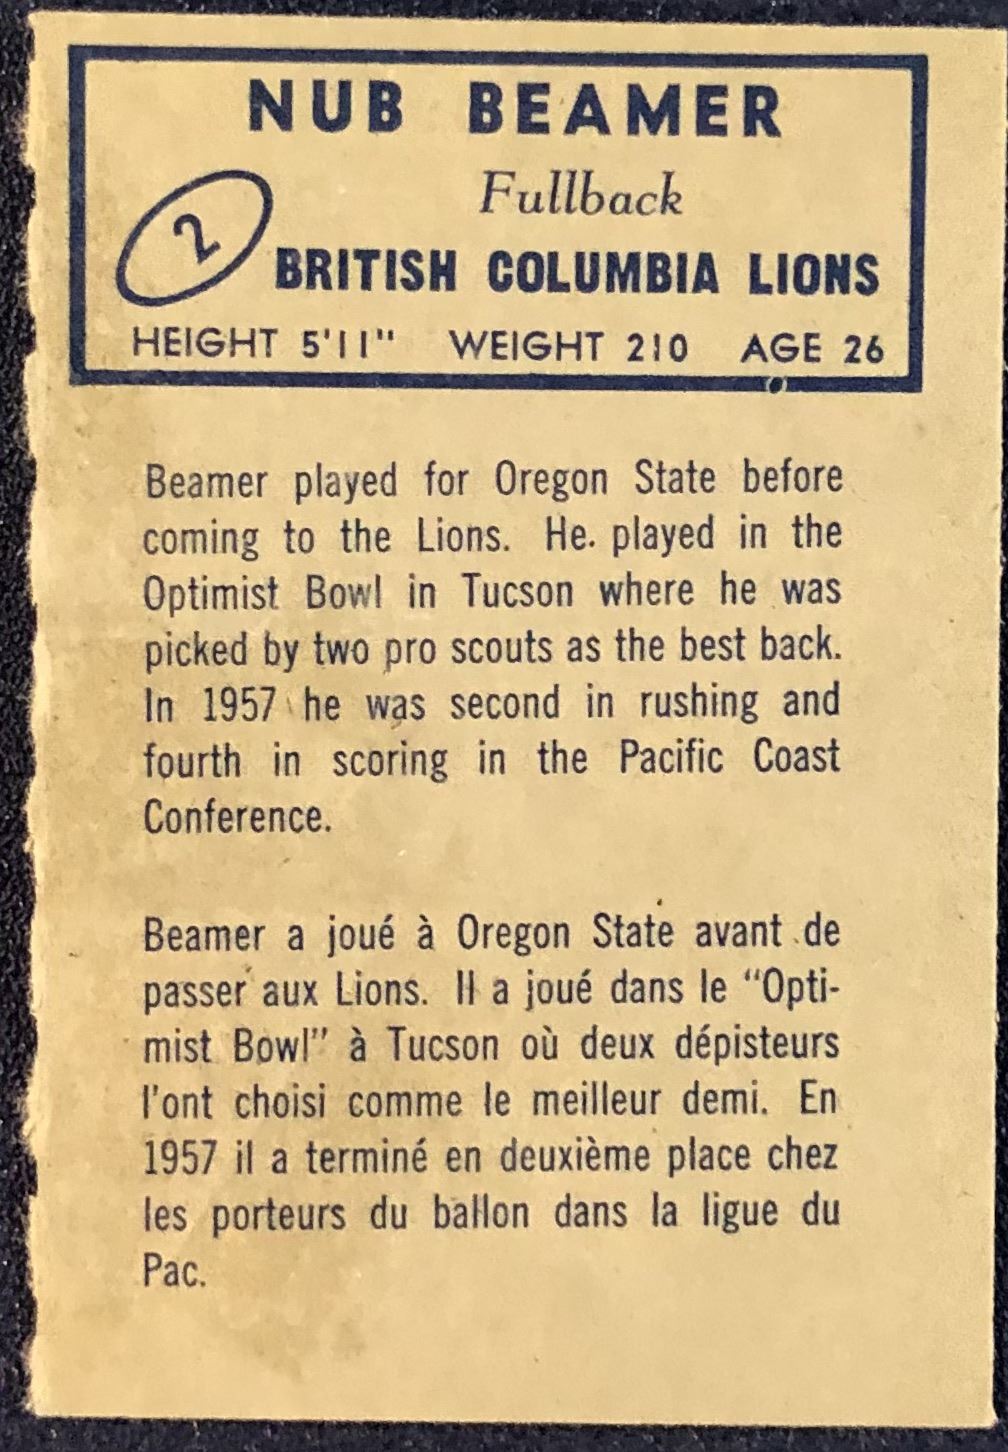 NUB BEAMER
Fullback
2
BRITISH COLUMBIA LIONS
HEIGHT 5'11" WEIGHT 210 AGE 26
Beamer played for Oregon State before
coming to the Lions. He. played in the
Optimist Bowl in Tucson where he was
picked by two pro scouts as the best back.
In 1957 he was second in rushing and
fourth in scoring in the Pacific Coast
Conference.
Beamer a joué à Oregon State avant de
passer aux Lions. Il a joué dans le "Opti-
mist Bowl" à Tucson où deux dépisteurs
l'ont choisi comme le meilleur demi. En
1957 il a terminé en deuxième place chez
les porteurs du ballon dans la ligue du
Pac.